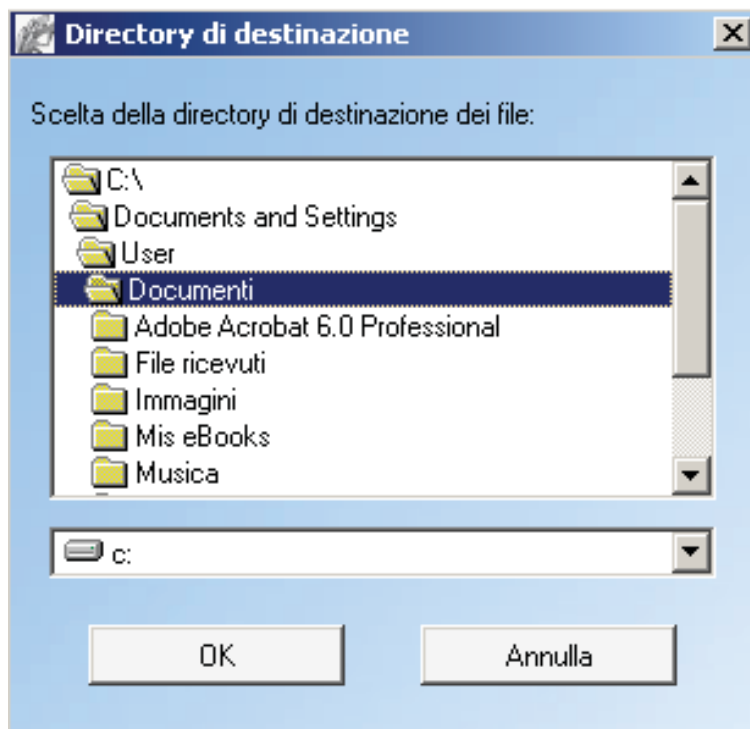 Directory di destinazione
Scelta della directory di destinazione dei file:
C:\
Documents and Settings
User
Documenti
Adobe Acrobat 6.0 Professional
File ricevuti
Immagini
Mis eBooks
Musica
c:
OK
Annulla